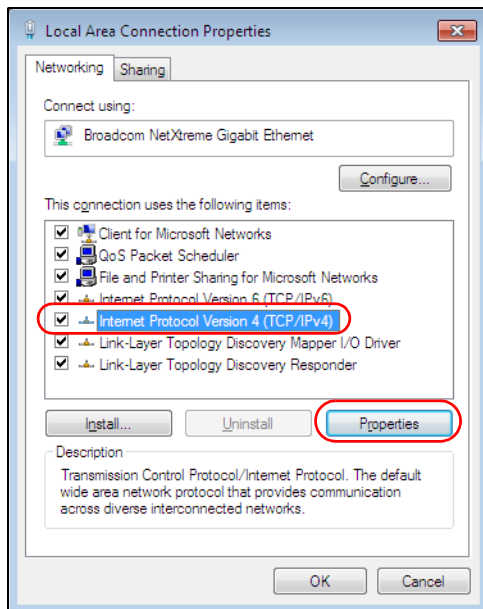 Local Area Connection Properties
Networking
Sharing
Connect using:
Broadcom NetXtreme Gigabit Ethernet
Configure...
This connection uses the following items:
Client for Microsoft Networks
QoS Packet Scheduler
File and Printer Sharing for Microsoft Networks
Internet Protocol Version 6 (TCP/IPv6)
Internet Protocol Version 4 (TCP/IPv4)
Link-Layer Topology Discovery Mapper I/O Driver
Link-Layer Topology Discovery Responder
Install...
Uninstall
Properties
Description
Transmission Control Protocol/Internet Protocol. The default
wide area network protocol that provides communication
across diverse interconnected networks.
OK
Cancel